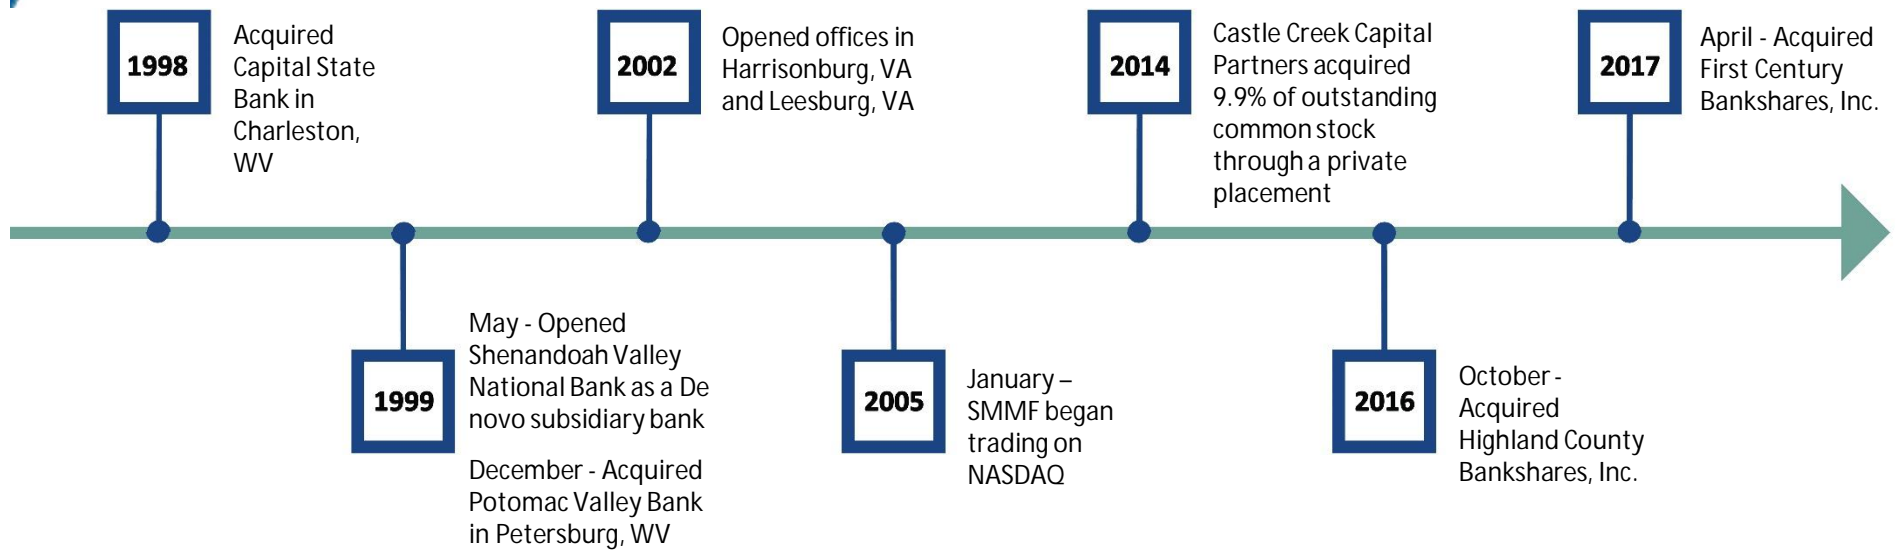 1998
Acquired
Capital State
Bank in
Charleston,
WV
1999
May - Opened
Shenandoah Valley
National Bank as a De
novo subsidiary bank
December - Acquired
Potomac Valley Bank
in Petersburg, WV
2002
Opened offices in
Harrisonburg, VA
and Leesburg, VA
2005
January –
SMMF began
trading on
NASDAQ
2014
Castle Creek Capital
Partners acquired
9.9% of outstanding
common stock
through a private
placement
2016
October -
Acquired
Highland County
Bankshares, Inc.
2017
April - Acquired
First Century
Bankshares, Inc.